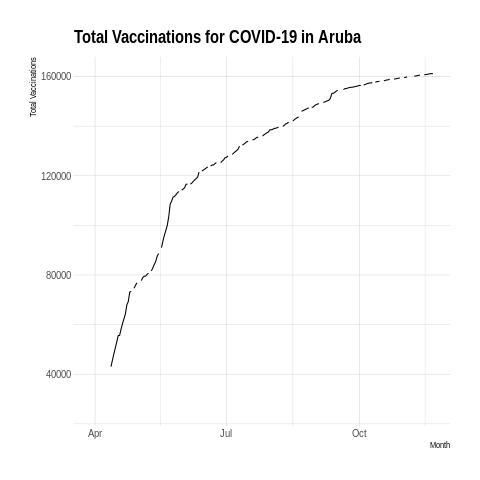 Total Vaccinations for COVID-19 in Aruba
Total Vaccinations
160000
120000
80000
40000
Apr Jul Oct
Month